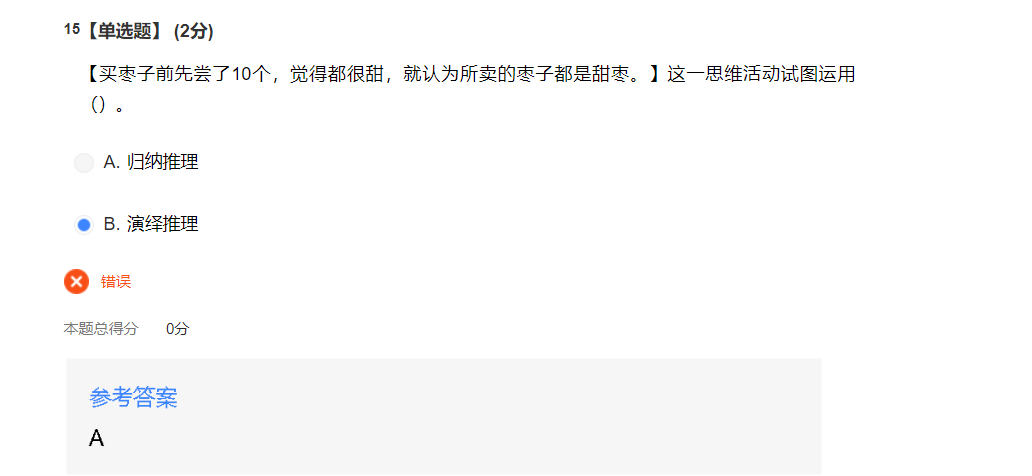 15【单选题】 (2分)
【买枣子前先尝了10个，觉得都很甜，就认为所卖的枣子都是甜枣。】这一思维活动试图运用
（）。
A. 归纳推理
B. 演绎推理
错误
本题总得分 0分
参考答案
A